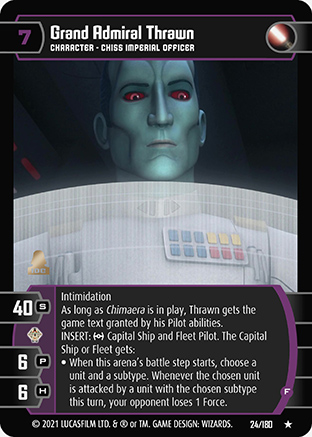 7 Grand Admiral Thrawn
CHARACTER - CHISS IMPERIAL OFFICER
40 S
6 P
6 H
Intimidation
As long as Chimaera is in play, Thrawn gets the
game text granted by his Pilot abilities.
INSERT: Capital Ship and Fleet Pilot. The Capital
Ship or Fleet gets:
• When this arena's battle step starts, choose a
unit and a subtype. Whenever the chosen unit
is attacked by a unit with the chosen subtype
this turn, your opponent loses 1 Force.
F
© 2021 LUCASFILM LTD. & ® or TM. GAME DESIGN: WIZARDS. 24/180 ★